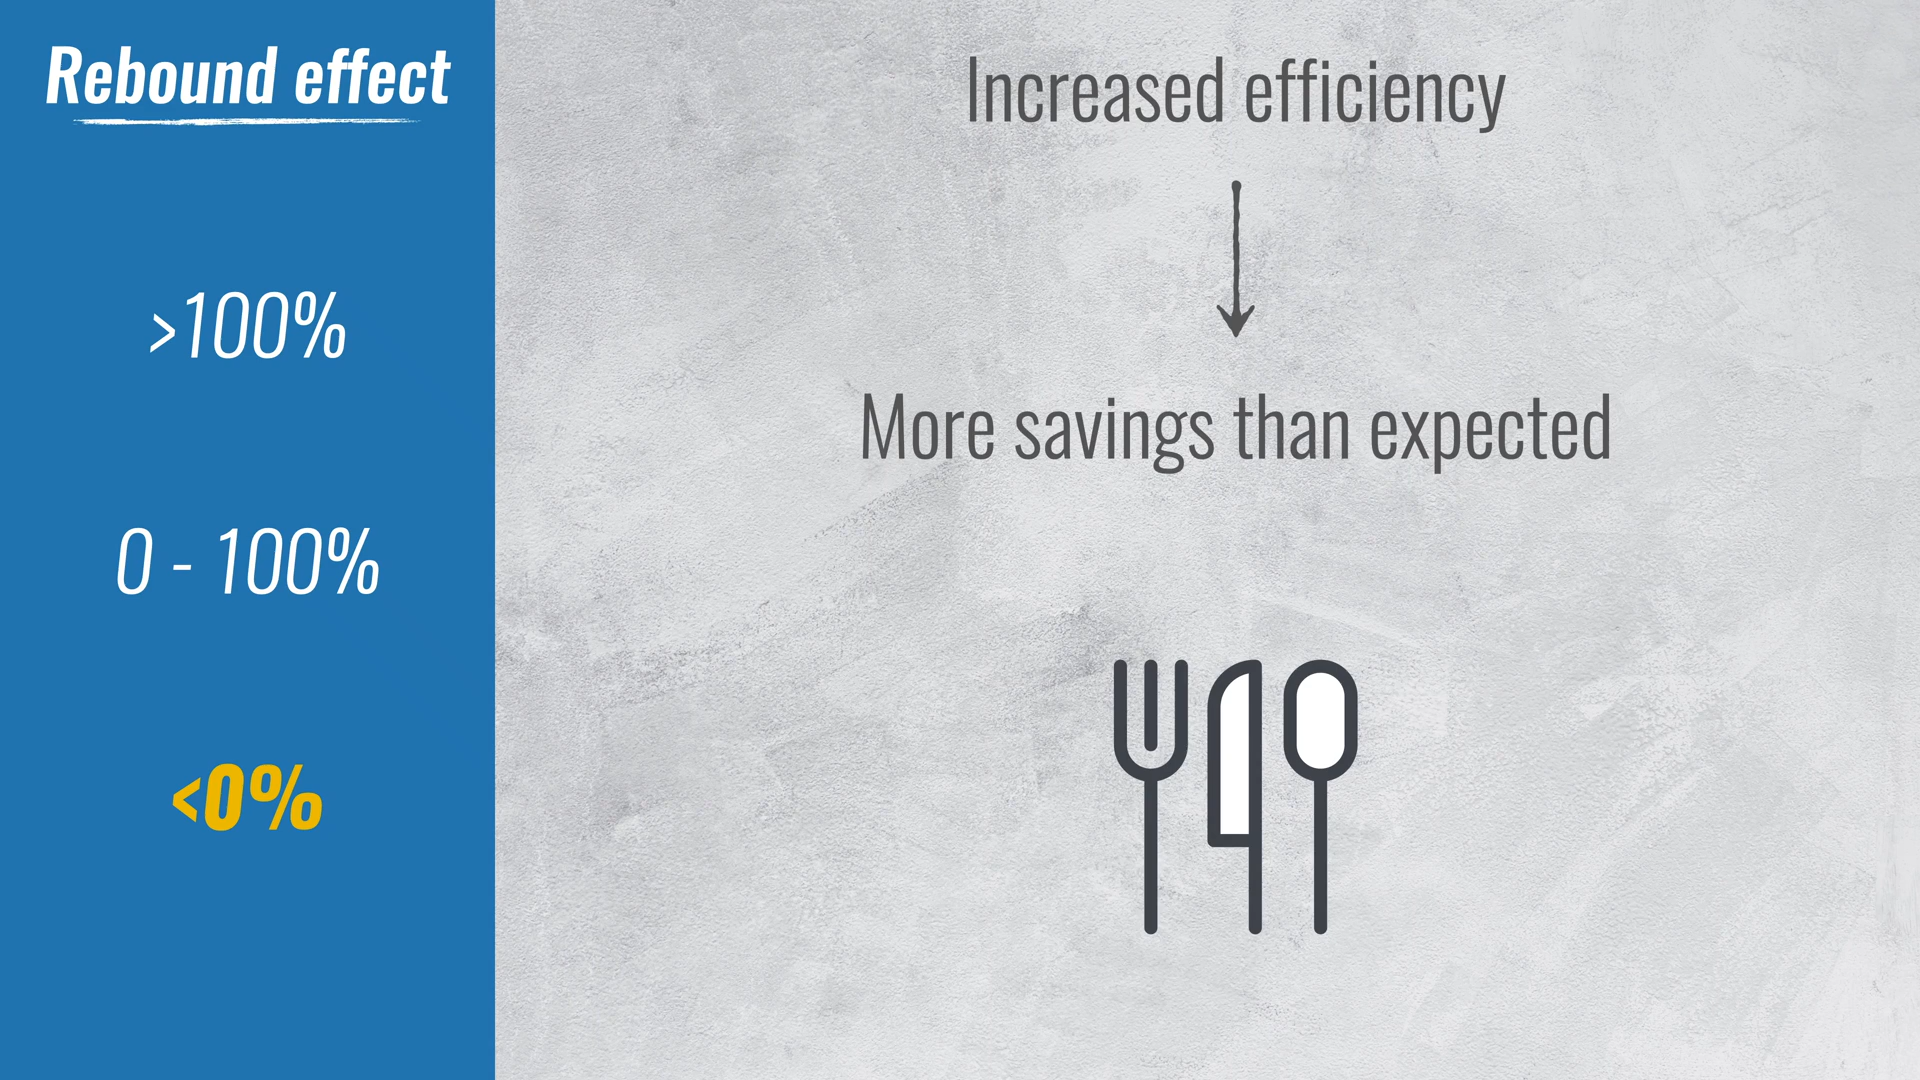 Rebound effect
>100%
0 - 100%
<0%
Increased efficiency
More savings than expected